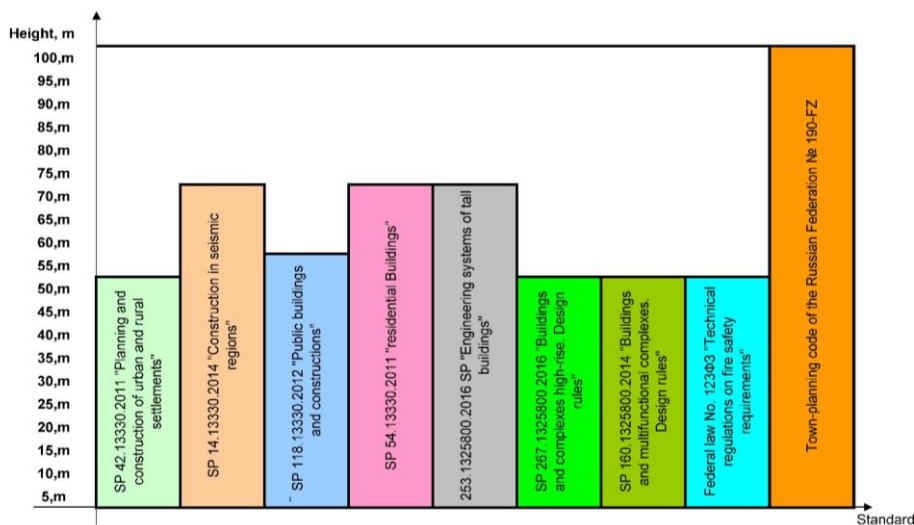 Height, m
100,m
95,m
90,m
85,m
80,m
75,m
70,m
65,m
60,m
55,m
50,m
45,m
40,m
35,m
30,m
25,m
20,m
15,m
10,m
5,m
SP 42.13330.2011 "Planning and
construction of urban and rural
settlements"
SP 14.13330.2014 "Construction in seismic
regions"
SP 118.13330.2012 "Public buildings
and constructions"
SP 54.13330.2011 "residential Buildings"
253.1325800.2016 SP "Engineering systems of tall
buildings"
SP 267.1325800.2016 "Buildings
and complexes high-rise. Design
rules"
SP 160.1325800.2014 "Buildings
and multifunctional complexes.
Design rules"
Federal law No. 123ФЗ "Technical
regulations on fire safety
requirements"
Town-planning code of the Russian Federation № 190-FZ
Standard